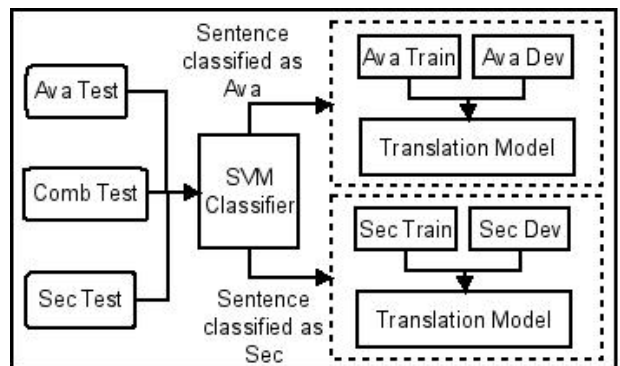 Ava Test
Comb Test
Sec Test
SVM
Classifier
Sentence
classified as
Ava
Ava Train
Ava Dev
Translation Model
Sentence
classified as
Sec
Sec Train
Sec Dev
Translation Model